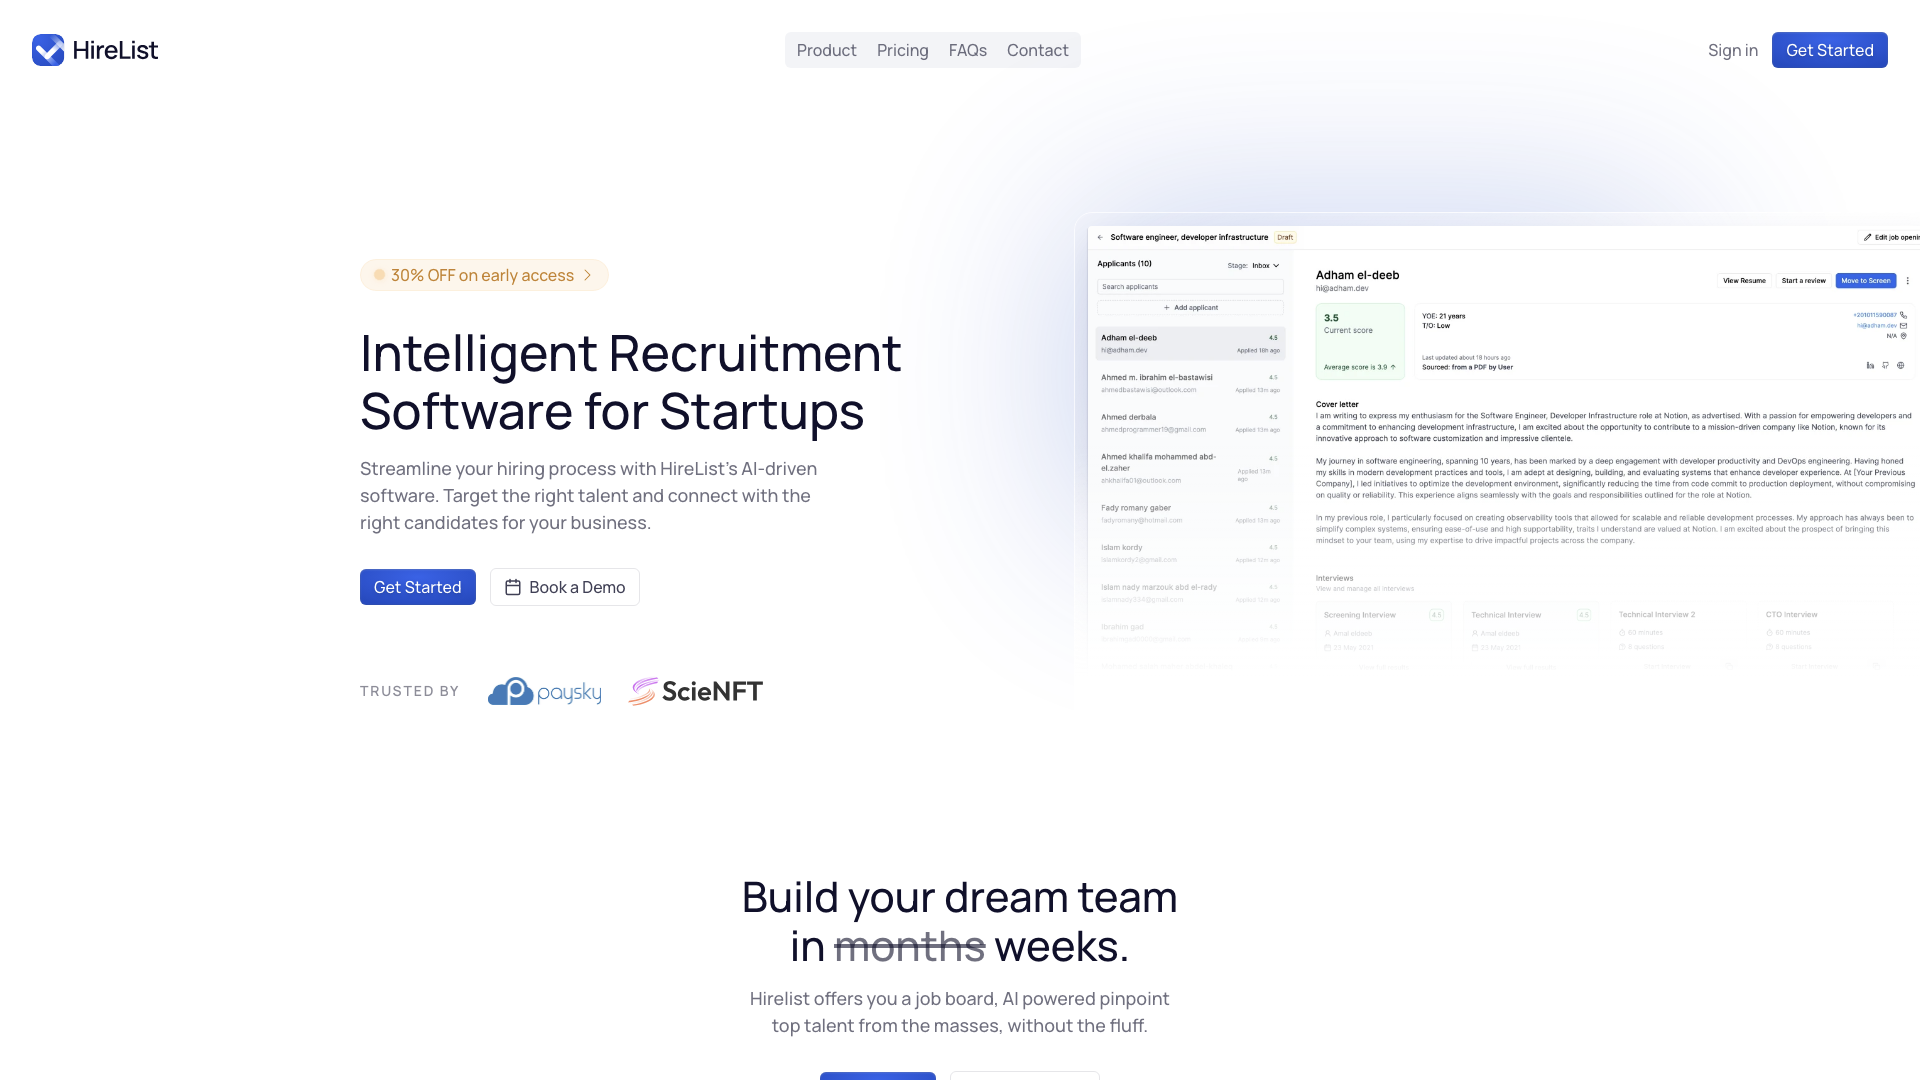 HireList
Product Pricing FAQs Contact
Sign in Get Started
30% OFF on early access
Intelligent Recruitment
Software for Startups
Streamline your hiring process with HireList's AI-driven
software. Target the right talent and connect with the
right candidates for your business.
Get Started Book a Demo
TRUSTED BY paysky ScieNFT
Software engineer, developer infrastructure Draft
Edit job openin
Applicants (10)
Stage: Inbox
Search applicants
Add applicant
Adham el-deeb 4.5
hi@adham.dev Applied 18h ago
Ahmed m. ibrahim el-bastawisi 4.5
ahmedbastawisi@outlook.com Applied 13m ago
Ahmed derbala 4.5
ahmedprogrammer19@gmail.com Applied 13m ago
Ahmed khalifa mohammed abd-
el.zaher 4.5
ankhalifa01@outlook.com Applied 13m
ago
Fady romany gaber 4.5
fadyromany@hotmail.com Applied 13m ago
Islam kordy 4.5
islamkordy2@gmail.com Applied 12m ago
Islam nady marzouk abd el-rady 4.5
Ibrahim gad 4.5
Adham el-deeb
hi@adham.dev
View Resume Start a review Move to Screen
3.5
Current score
Average score is 3.9
YOE: 21 years
T/O: Low
Last updated about 18 hours ago
Sourced: from a PDF by User
+201011590087
hi@adham.dev
N/A
Cover letter
I am writing to express my enthusiasm for the Software Engineer, Developer Infrastructure role at Notion, as advertised. With a passion for empowering developers and
a commitment to enhancing development infrastructure, I am excited about the opportunity to contribute to a mission-driven company like Notion, known for its
innovative approach to software customization and impressive clientele.
My journey in software engineering, spanning 10 years, has been marked by a deep engagement with developer productivity and DevOps engineering. Having honed
my skills in modern development practices and tools, I am adept at designing, building, and evaluating systems that enhance developer experience. At [Your Previous
Company], I led initiatives to optimize the development environment, significantly reducing the time from code commit to production deployment, without compromising
on quality or reliability. This experience aligns seamlessly with the goals and responsibilities outlined for the role at Notion.
In my previous role, I particularly focused on creating observability tools that allowed for scalable and reliable development processes. My approach has always been to
simplify complex systems, ensuring ease-of-use and high supportability, traits I understand are valued at Notion. I am excited about the prospect of bringing this
mindset to your team, using my expertise to drive impactful projects across the company.
Interviews
View and manage all interviews
Screening Interview 4.5 Technical Interview 4.5 Technical Interview 2 CTO Interview
Amal eldeeb Amal eldeeb 60 minutes 60 minutes
23 May 2021 23 May 2021 8 questions 8 questions
Build your dream team
in months weeks.
Hirelist offers you a job board, AI powered pinpoint
top talent from the masses, without the fluff.